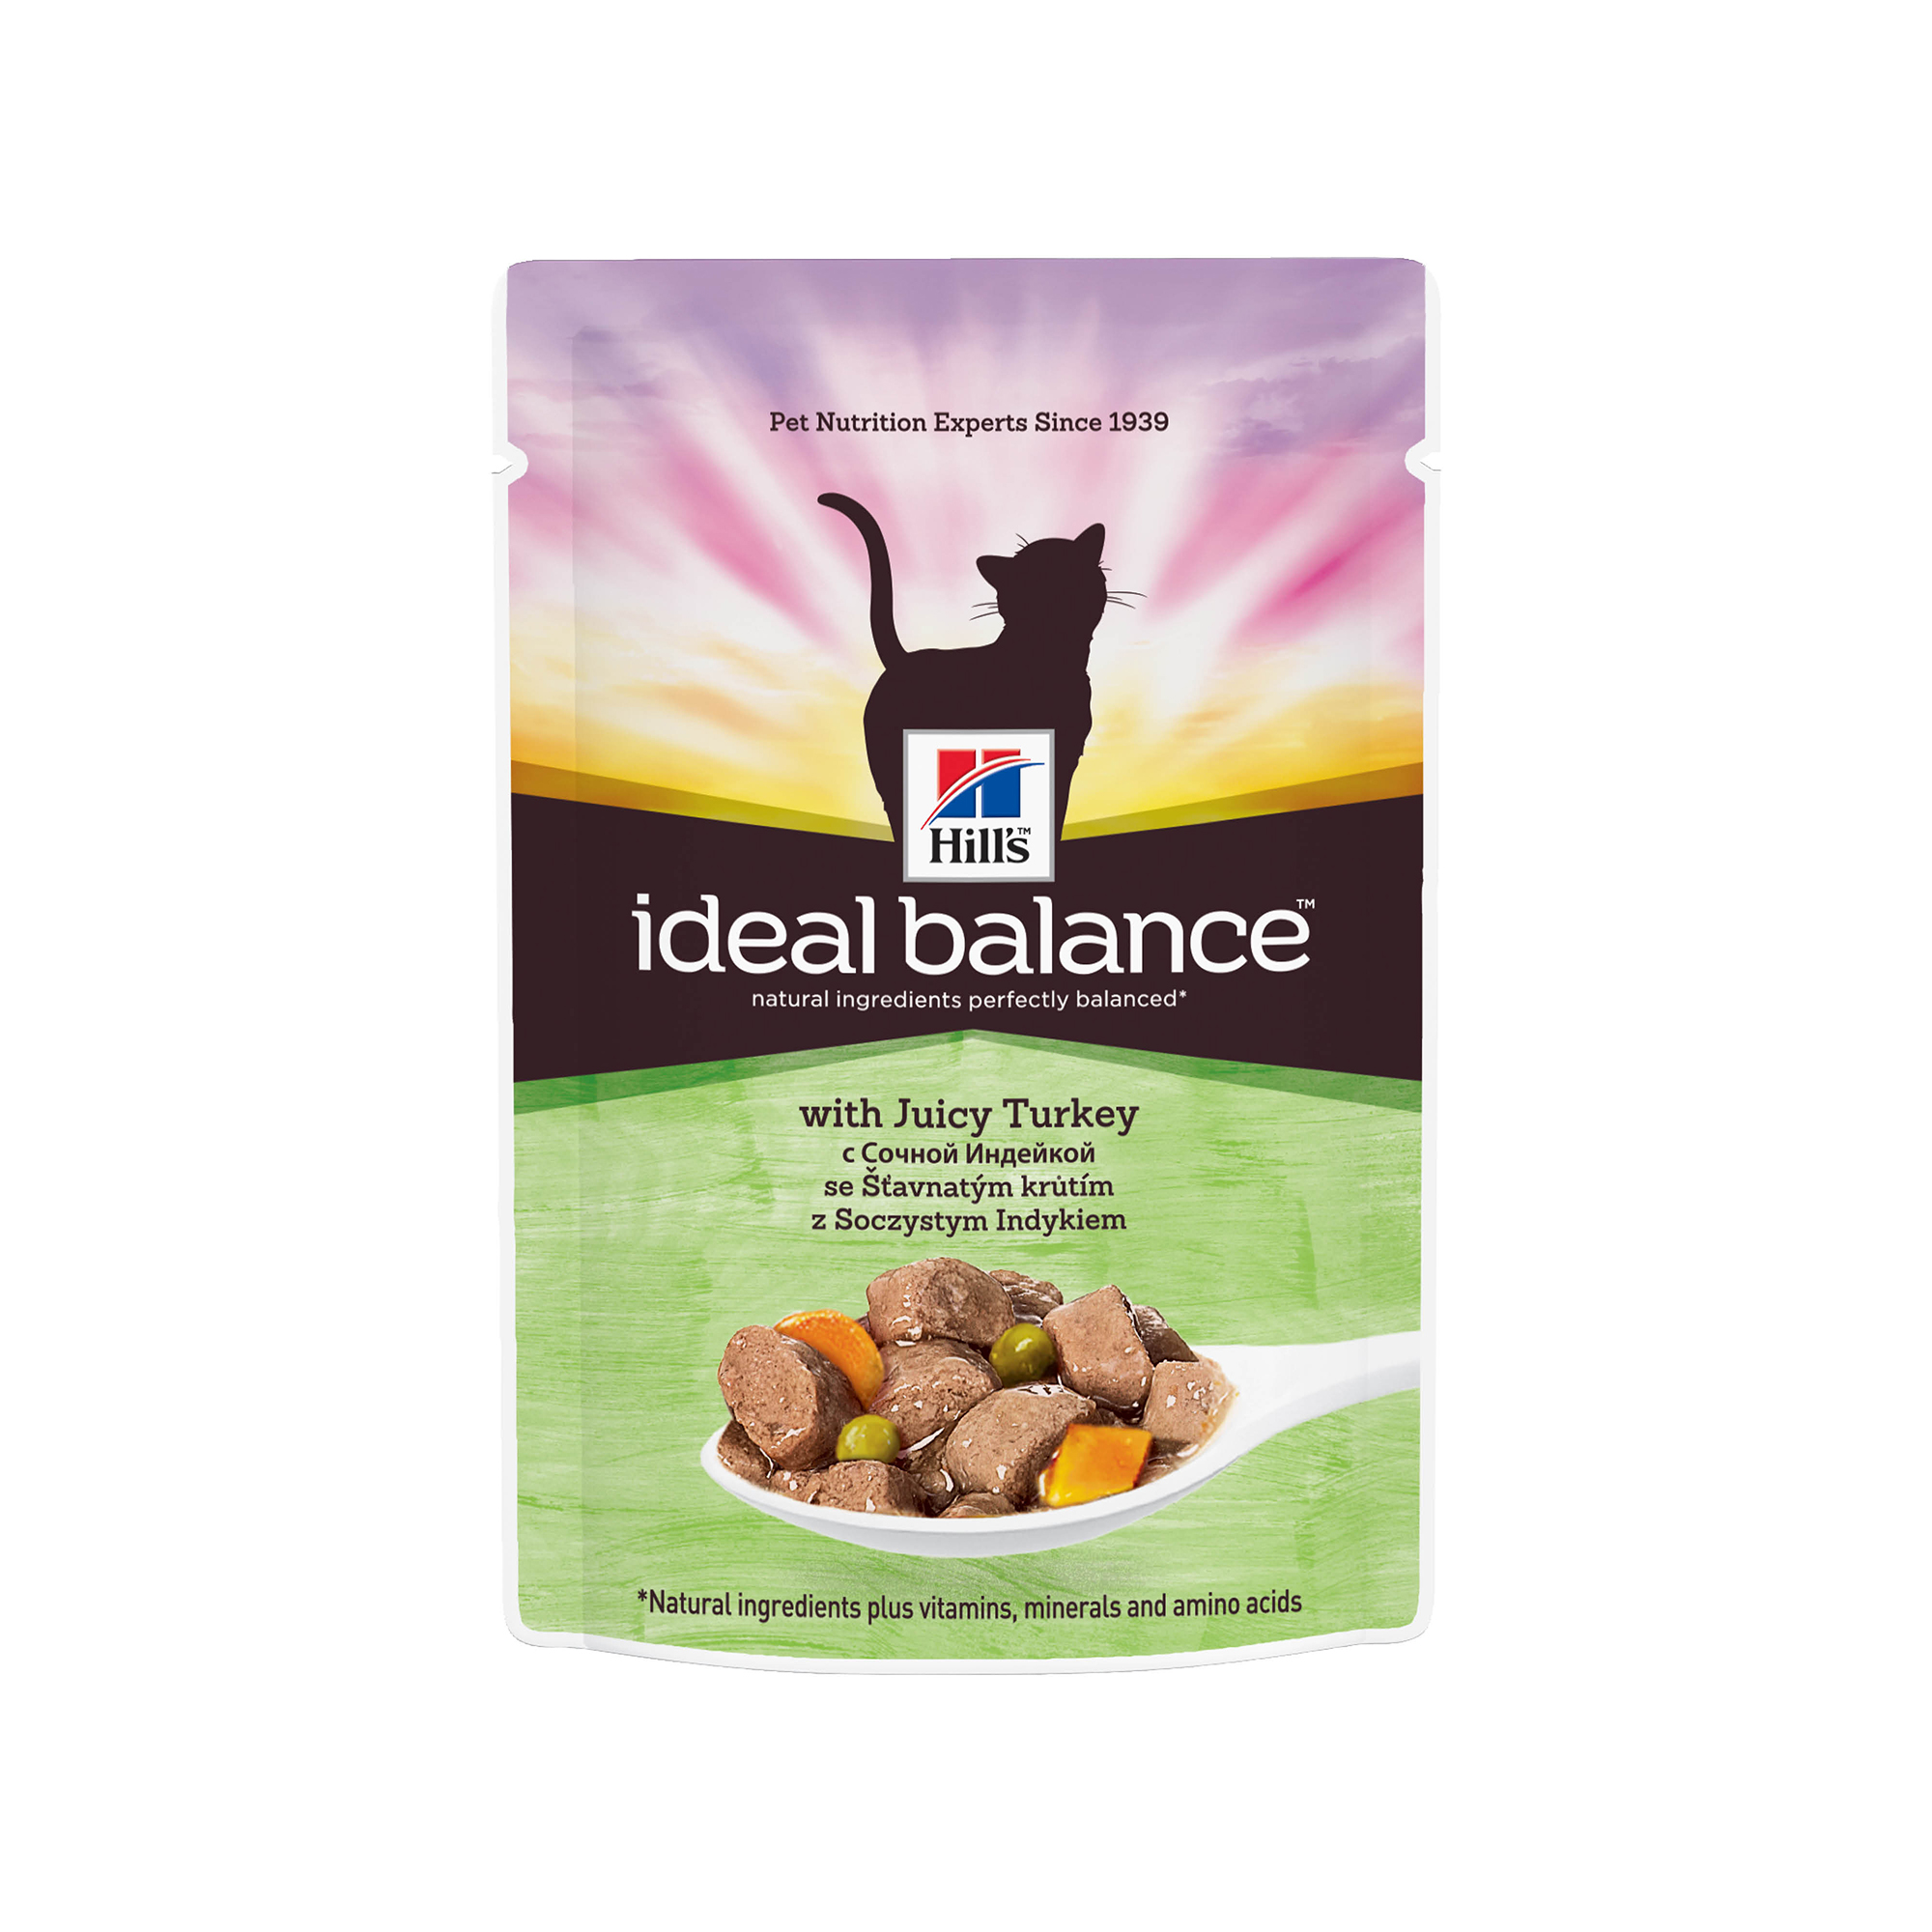 Pet Nutrition Experts Since 1939
Hill's™
ideal balance™
natural ingredients perfectly balanced*
with Juicy Turkey
с Сочной Индейкой
se Šťavnatým krůtím
z Soczystym Indykiem
*Natural ingredients plus vitamins, minerals and amino acids